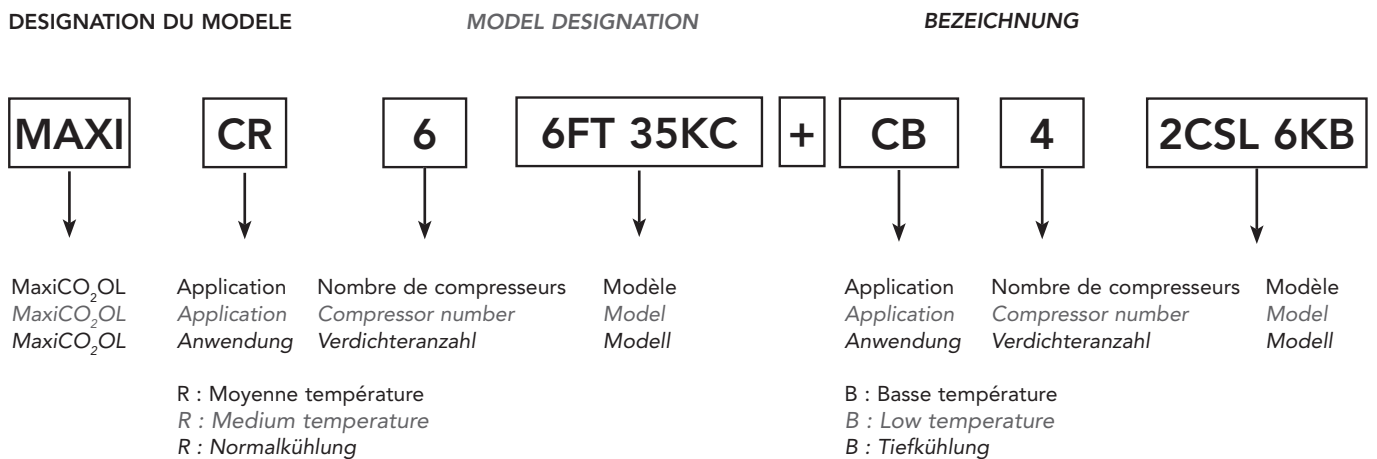 DESIGNATION DU MODELE MODEL DESIGNATION BEZEICHNUNG
MAXI CR 6 6FT 35KC + CB 4 2CSL 6KB
MaxiCO₂OL Application Nombre de compresseurs Modèle Application Nombre de compresseurs Modèle
MaxiCO₂OL Application Compressor number Model Application Compressor number Model
MaxiCO₂OL Anwendung Verdichteranzahl Modell Anwendung Verdichteranzahl Modell
R : Moyenne température B : Basse température
R : Medium temperature B : Low temperature
R : Normalkühlung B : Tiefkühlung